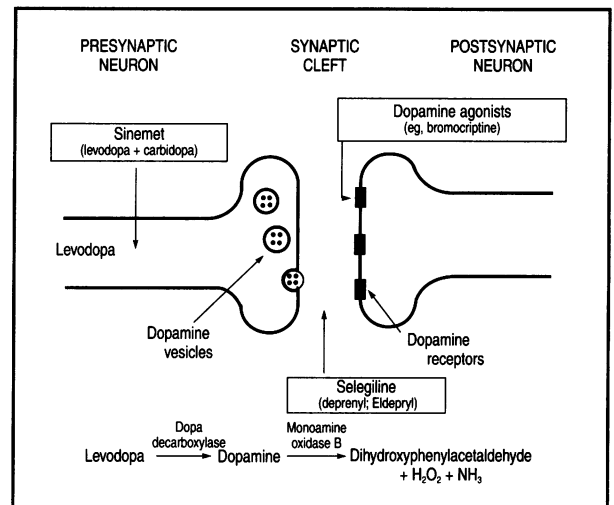 PRESYNAPTIC
NEURON
SYNAPTIC
CLEFT
POSTSYNAPTIC
NEURON
Dopamine agonists
(eg, bromocriptine)
Sinemet
(levodopa + carbidopa)
Levodopa
Dopamine
vesicles
Dopamine
receptors
Selegiline
(deprenyl; Eldepryl)
Dopa
decarboxylase
Monoamine
oxidase B
Levodopa Dopamine Dihydroxyphenylacetaldehyde
+ H₂O₂ + NH₃